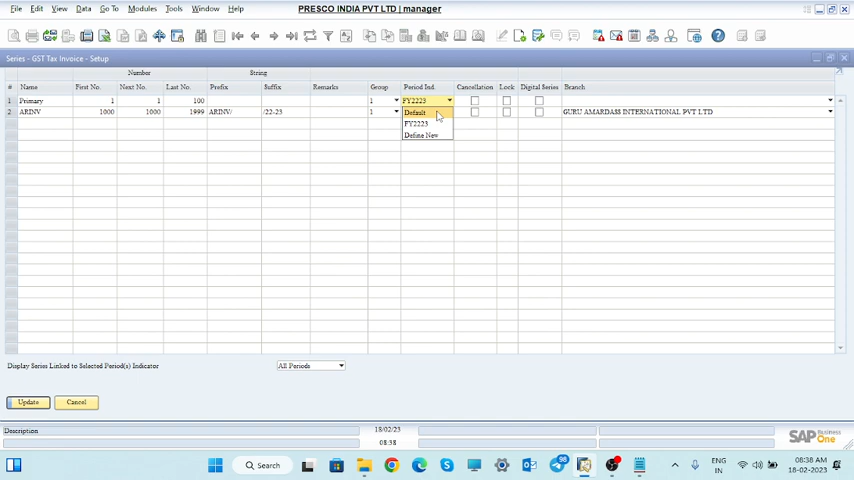 File Edit View Data Go To Modules Tools Window Help PRESCO INDIA PVT LTD | manager
Series - GST Tax Invoice - Setup
Number String
# Name First No. Next No. Last No. Prefix Suffix Remarks Group Period Ind. Cancellation Lock Digital Series Branch
1 Primary 1 1 100 1 FY2223
2 ARINV 1000 1000 1999 ARINV/ /22-23 1 Default GURU AMARDASS INTERNATIONAL PVT LTD
FY2223
Define New
Display Series Linked to Selected Period(s) Indicator All Periods
Update Cancel
Description 18/02/23
08:38
SAP Business One
Search 98 ENG IN 08:38 AM 18-02-2023